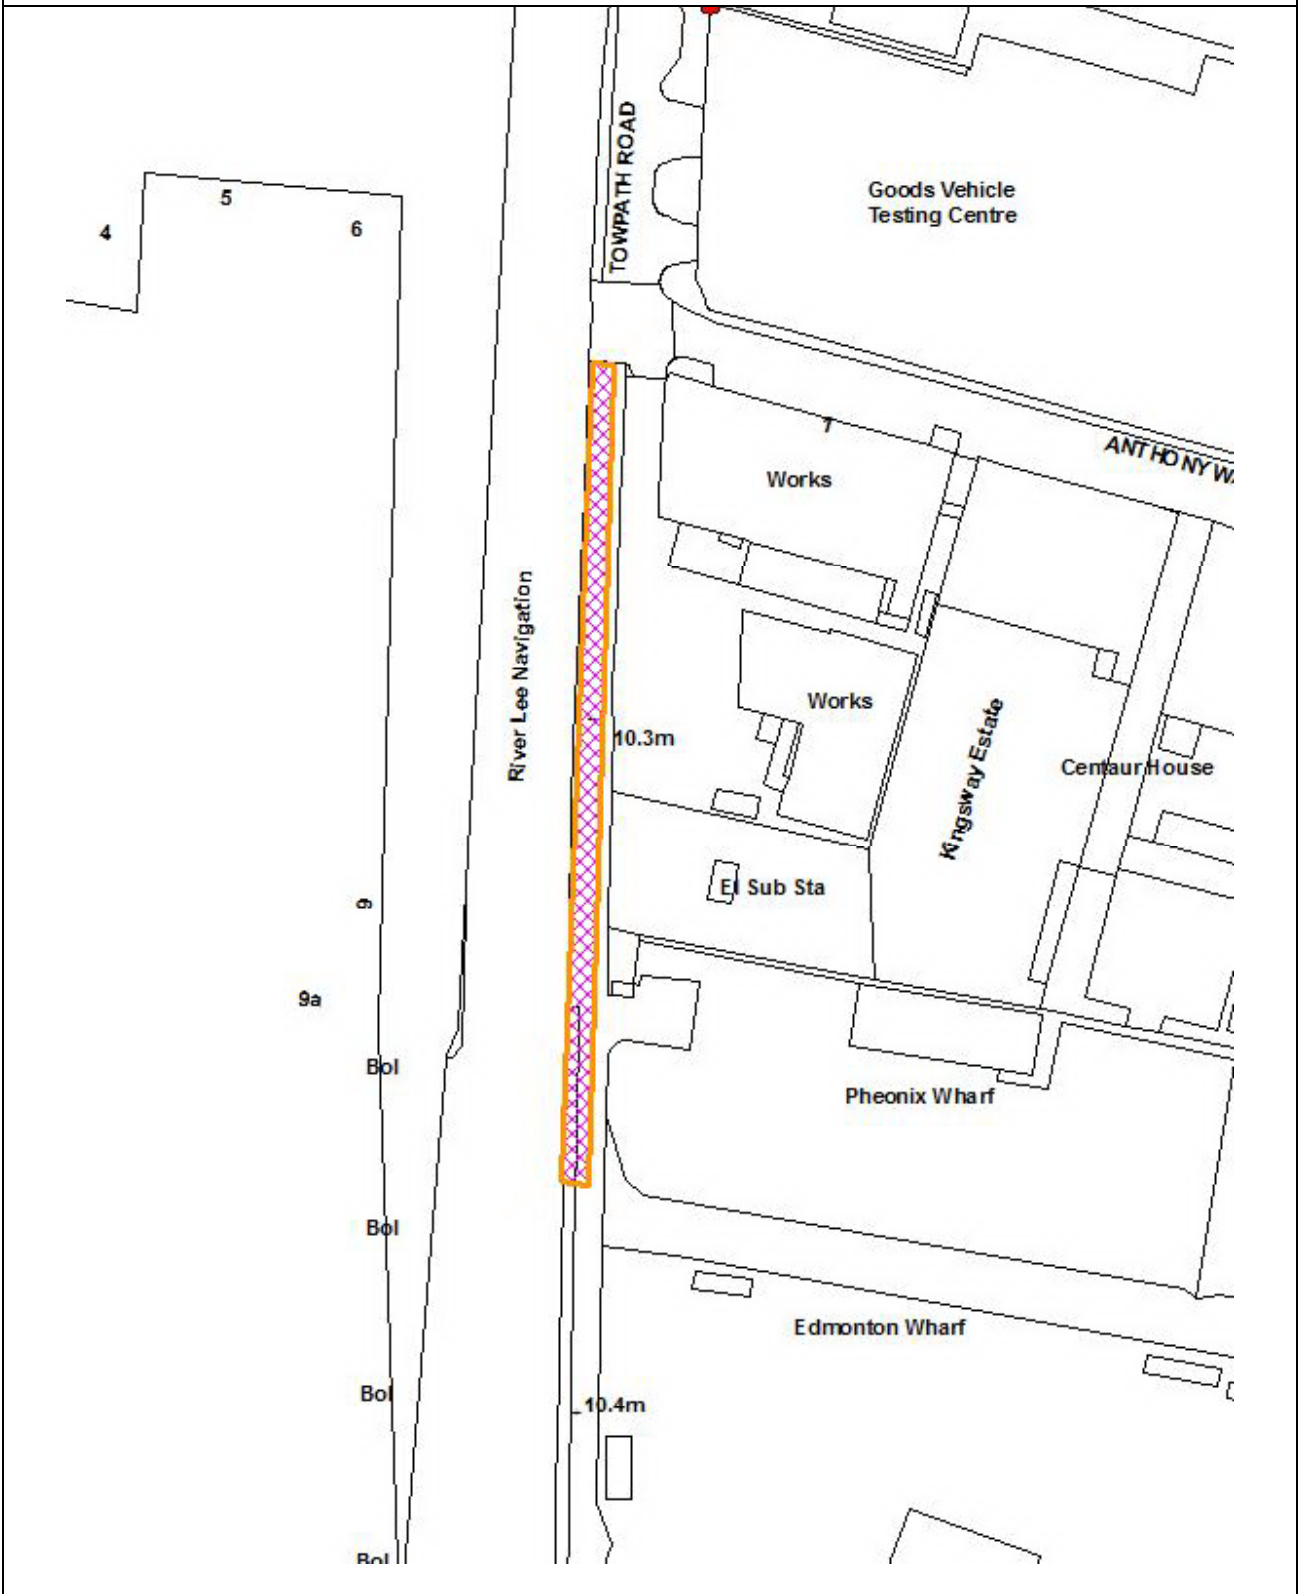 TOWPATH ROAD
Goods Vehicle
Testing Centre
5
6
4
1
ANTHONY WA
Works
River Lee Navigation
Works
10.3m
Kingsway Estate
Centaur House
El Sub Sta
9
9a
Bol
Pheonix Wharf
Bol
Edmonton Wharf
Bol
10.4m
Bol